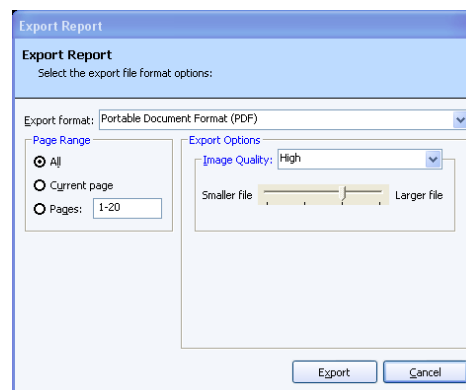 Export Report
Export Report
Select the export file format options:
Export format: Portable Document Format (PDF)
Page Range
All
Current page
Pages: 1-20
Export Options
Image Quality: High
Smaller file Larger file
Export Cancel